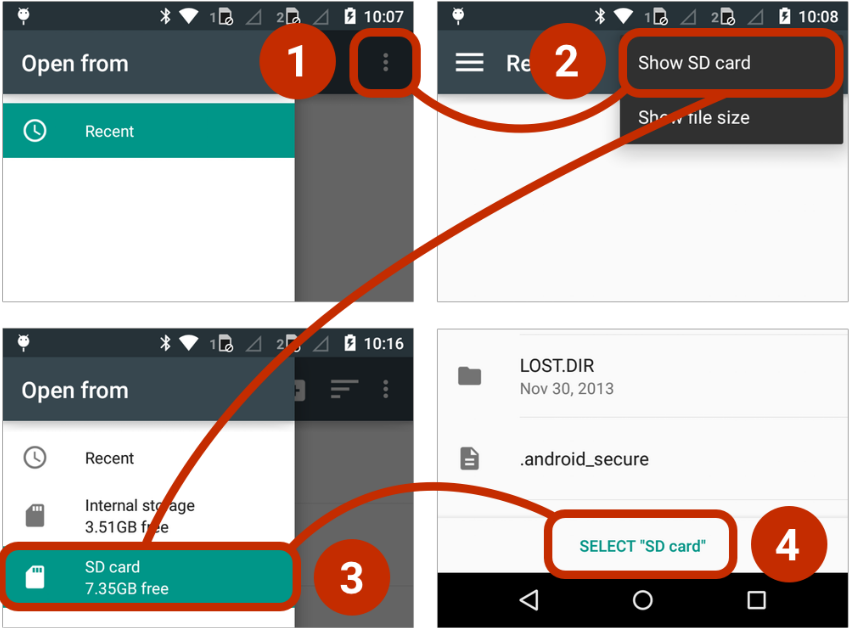 1 2 10:07
Open from
1
Recent
1 2 10:08
Re
2
Show SD card
Show file size
1 2 10:16
Open from
Recent
Internal storage
3.51GB free
SD card
7.35GB free
3
LOST.DIR
Nov 30, 2013
.android_secure
SELECT "SD card"
4